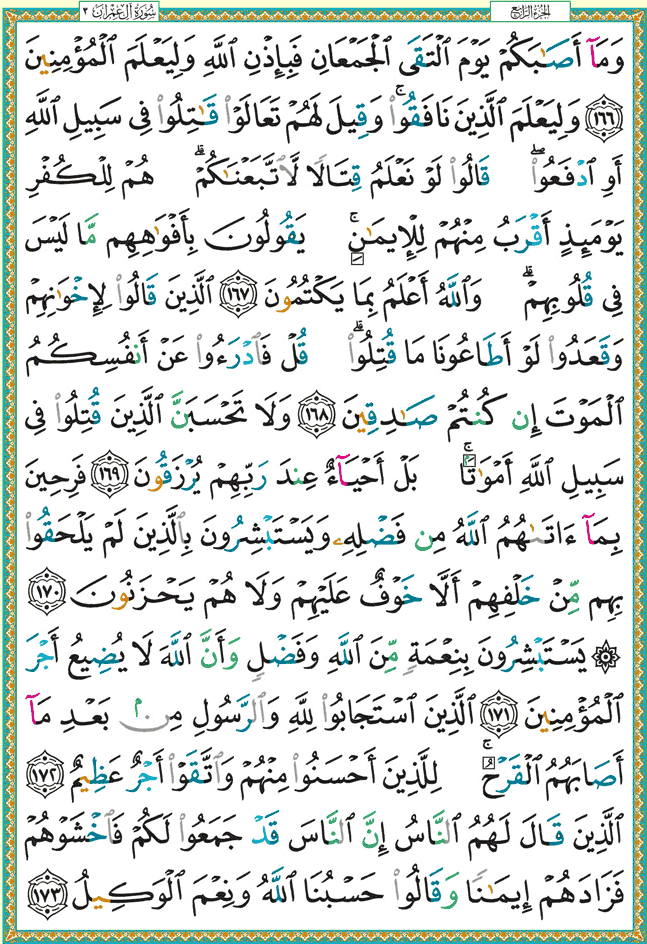 سُورَةُ آلِ عِمْرَان ٣ الجُزْءُ الرَّابِعُ
وَمَآ أَصَٰبَكُمۡ يَوۡمَ ٱلۡتَقَى ٱلۡجَمۡعَانِ فَبِإِذۡنِ ٱللَّهِ وَلِيَعۡلَمَ ٱلۡمُؤۡمِنِينَ
١٦٦ وَلِيَعۡلَمَ ٱلَّذِينَ نَافَقُواْۚ وَقِيلَ لَهُمۡ تَعَالَوۡاْ قَٰتِلُواْ فِي سَبِيلِ ٱللَّهِ
أَوِ ٱدۡفَعُواْۖ قَالُواْ لَوۡ نَعۡلَمُ قِتَالٗا لَّٱتَّبَعۡنَٰكُمۡۗ هُمۡ لِلۡكُفۡرِ
يَوۡمَئِذٍ أَقۡرَبُ مِنۡهُمۡ لِلۡإِيمَٰنِۚ يَقُولُونَ بِأَفۡوَٰهِهِم مَّا لَيۡسَ
فِي قُلُوبِهِمۡۗ وَٱللَّهُ أَعۡلَمُ بِمَا يَكۡتُمُونَ ١٦٧ ٱلَّذِينَ قَالُواْ لِإِخۡوَٰنِهِمۡ
وَقَعَدُواْ لَوۡ أَطَاعُونَا مَا قُتِلُواْۗ قُلۡ فَٱدۡرَءُواْ عَنۡ أَنفُسِكُمُ
ٱلۡمَوۡتَ إِن كُنتُمۡ صَٰدِقِينَ ١٦٨ وَلَا تَحۡسَبَنَّ ٱلَّذِينَ قُتِلُواْ فِي
سَبِيلِ ٱللَّهِ أَمۡوَٰتَۢاۚ بَلۡ أَحۡيَآءٌ عِندَ رَبِّهِمۡ يُرۡزَقُونَ ١٦٩ فَرِحِينَ
بِمَآ ءَاتَىٰهُمُ ٱللَّهُ مِن فَضۡلِهِۦ وَيَسۡتَبۡشِرُونَ بِٱلَّذِينَ لَمۡ يَلۡحَقُواْ
بِهِم مِّنۡ خَلۡفِهِمۡ أَلَّا خَوۡفٌ عَلَيۡهِمۡ وَلَا هُمۡ يَحۡزَنُونَ ١٧٠
۞ يَسۡتَبۡشِرُونَ بِنِعۡمَةٖ مِّنَ ٱللَّهِ وَفَضۡلٖ وَأَنَّ ٱللَّهَ لَا يُضِيعُ أَجۡرَ
ٱلۡمُؤۡمِنِينَ ١٧١ ٱلَّذِينَ ٱسۡتَجَابُواْ لِلَّهِ وَٱلرَّسُولِ مِنۢ بَعۡدِ مَآ
أَصَابَهُمُ ٱلۡقَرۡحُۚ لِلَّذِينَ أَحۡسَنُواْ مِنۡهُمۡ وَٱتَّقَوۡاْ أَجۡرٌ عَظِيمٌ ١٧٢
ٱلَّذِينَ قَالَ لَهُمُ ٱلنَّاسُ إِنَّ ٱلنَّاسَ قَدۡ جَمَعُواْ لَكُمۡ فَٱخۡشَوۡهُمۡ
فَزَادَهُمۡ إِيمَٰنٗا وَقَالُواْ حَسۡبُنَا ٱللَّهُ وَنِعۡمَ ٱلۡوَكِيلُ ١٧٣